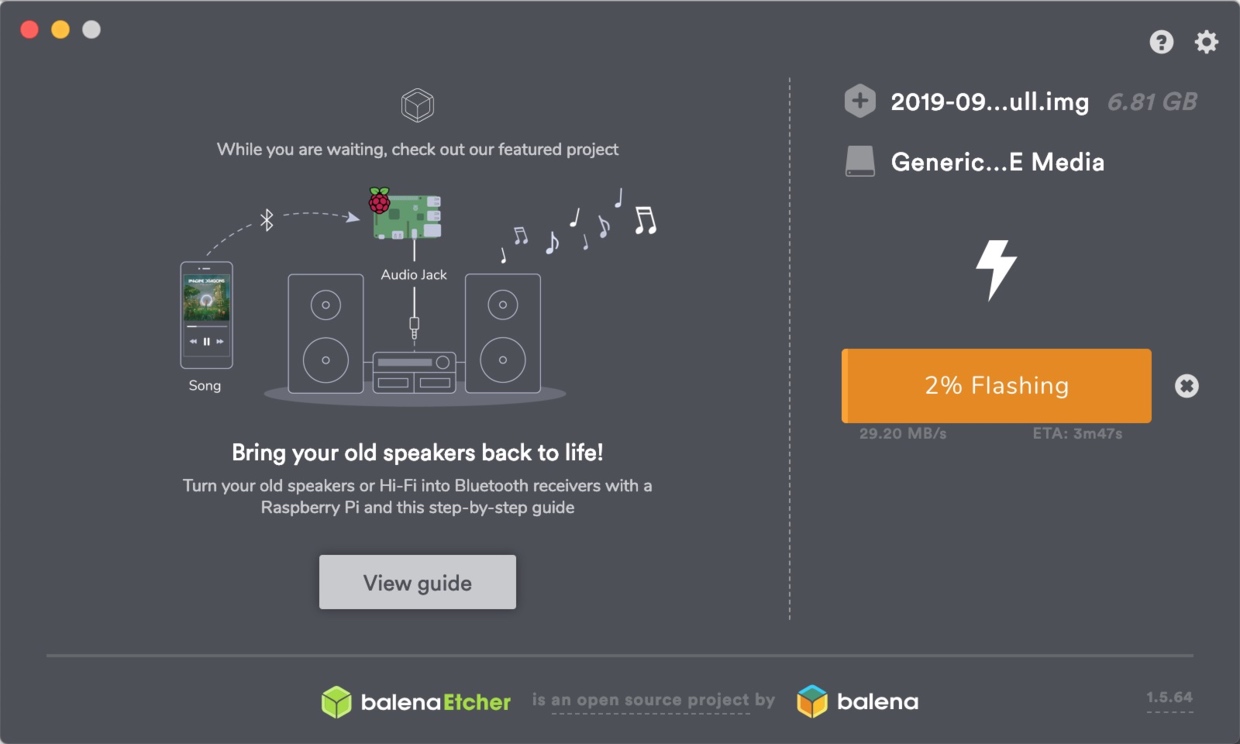 While you are waiting, check out our featured project
Audio Jack
Song
Bring your old speakers back to life!
Turn your old speakers or Hi-Fi into Bluetooth receivers with a
Raspberry Pi and this step-by-step guide
View guide
2019-09...ull.img 6.81 GB
Generic...E Media
2% Flashing
29.20 MB/s ETA: 3m47s
balenaEtcher is an open source project by balena 1.5.64